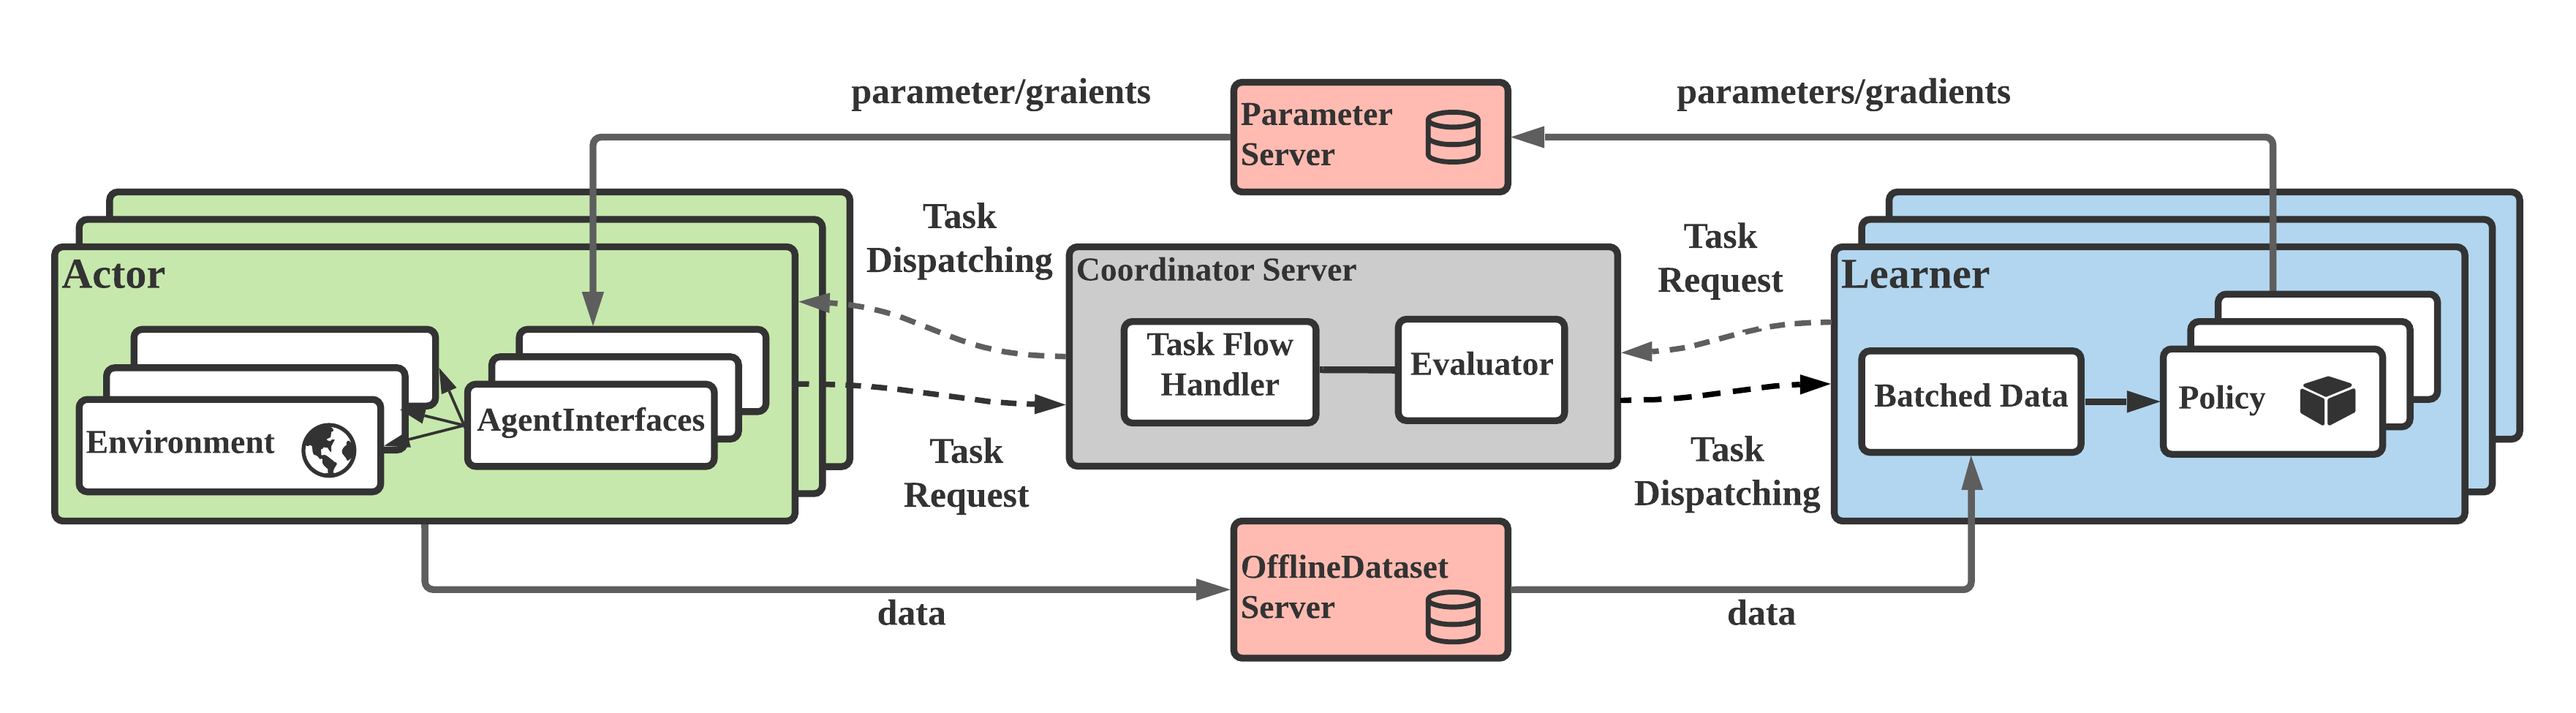 parameter/graients
Parameter
Server
parameters/gradients
Actor
Environment
AgentInterfaces
Task
Dispatching
Task
Request
Coordinator Server
Task Flow
Handler
Evaluator
Task
Request
Task
Dispatching
Learner
Batched Data
Policy
data
OfflineDataset
Server
data